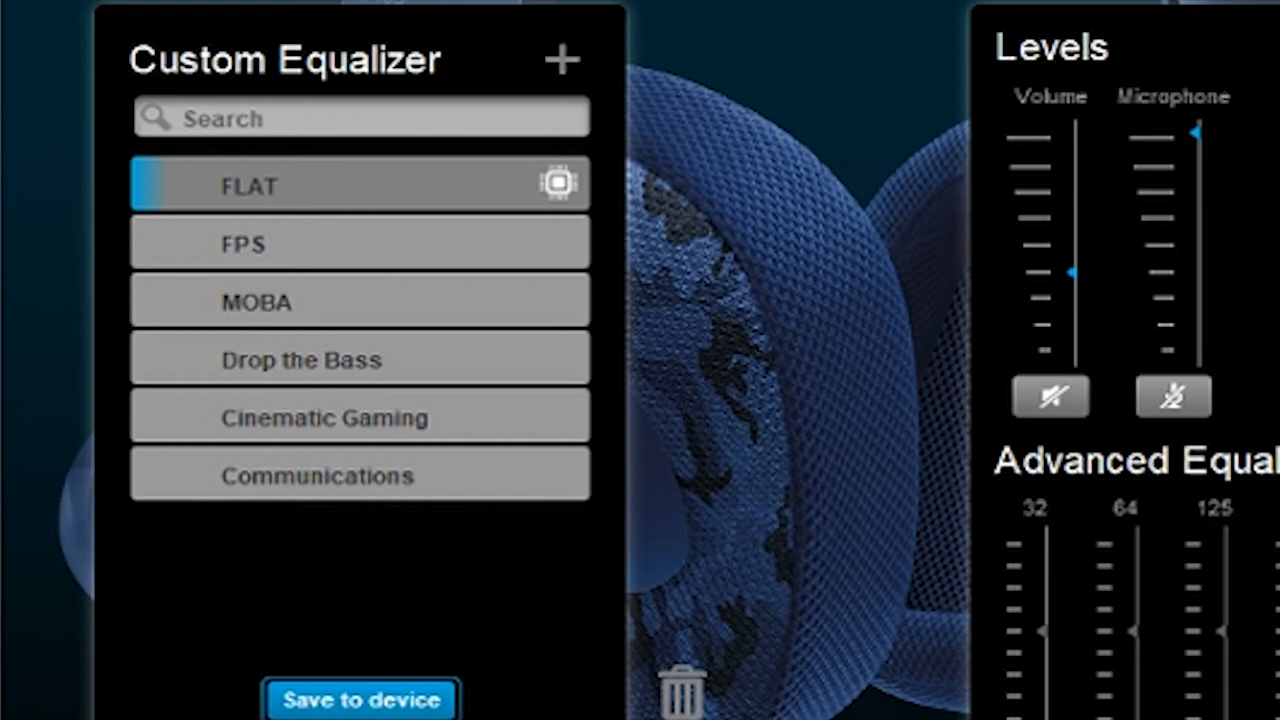 Custom Equalizer
Search
FLAT
FPS
MOBA
Drop the Bass
Cinematic Gaming
Communications
Save to device
Levels
Volume Microphone
Advanced Equal
32 64 125